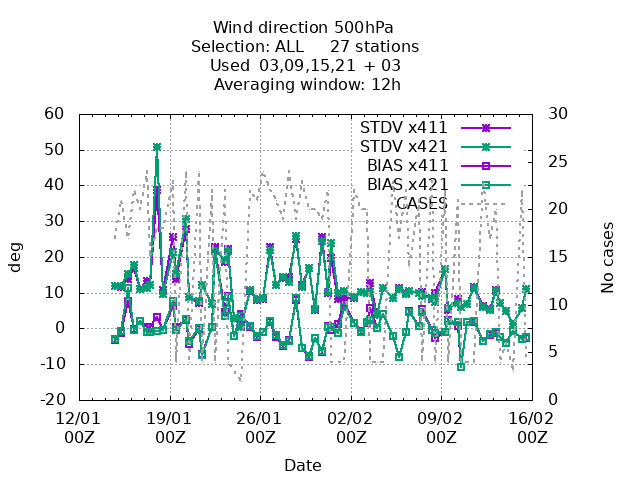 Wind direction 500hPa
Selection: ALL 27 stations
Used 03,09,15,21 + 03
Averaging window: 12h
STDV x411
STDV x421
BIAS x411
BIAS x421
CASES
60
50
40
30
20
10
0
-10
-20
deg
30
25
20
15
10
5
0
No cases
12/01 19/01 26/01 02/02 09/02 16/02
00Z 00Z 00Z 00Z 00Z 00Z
Date